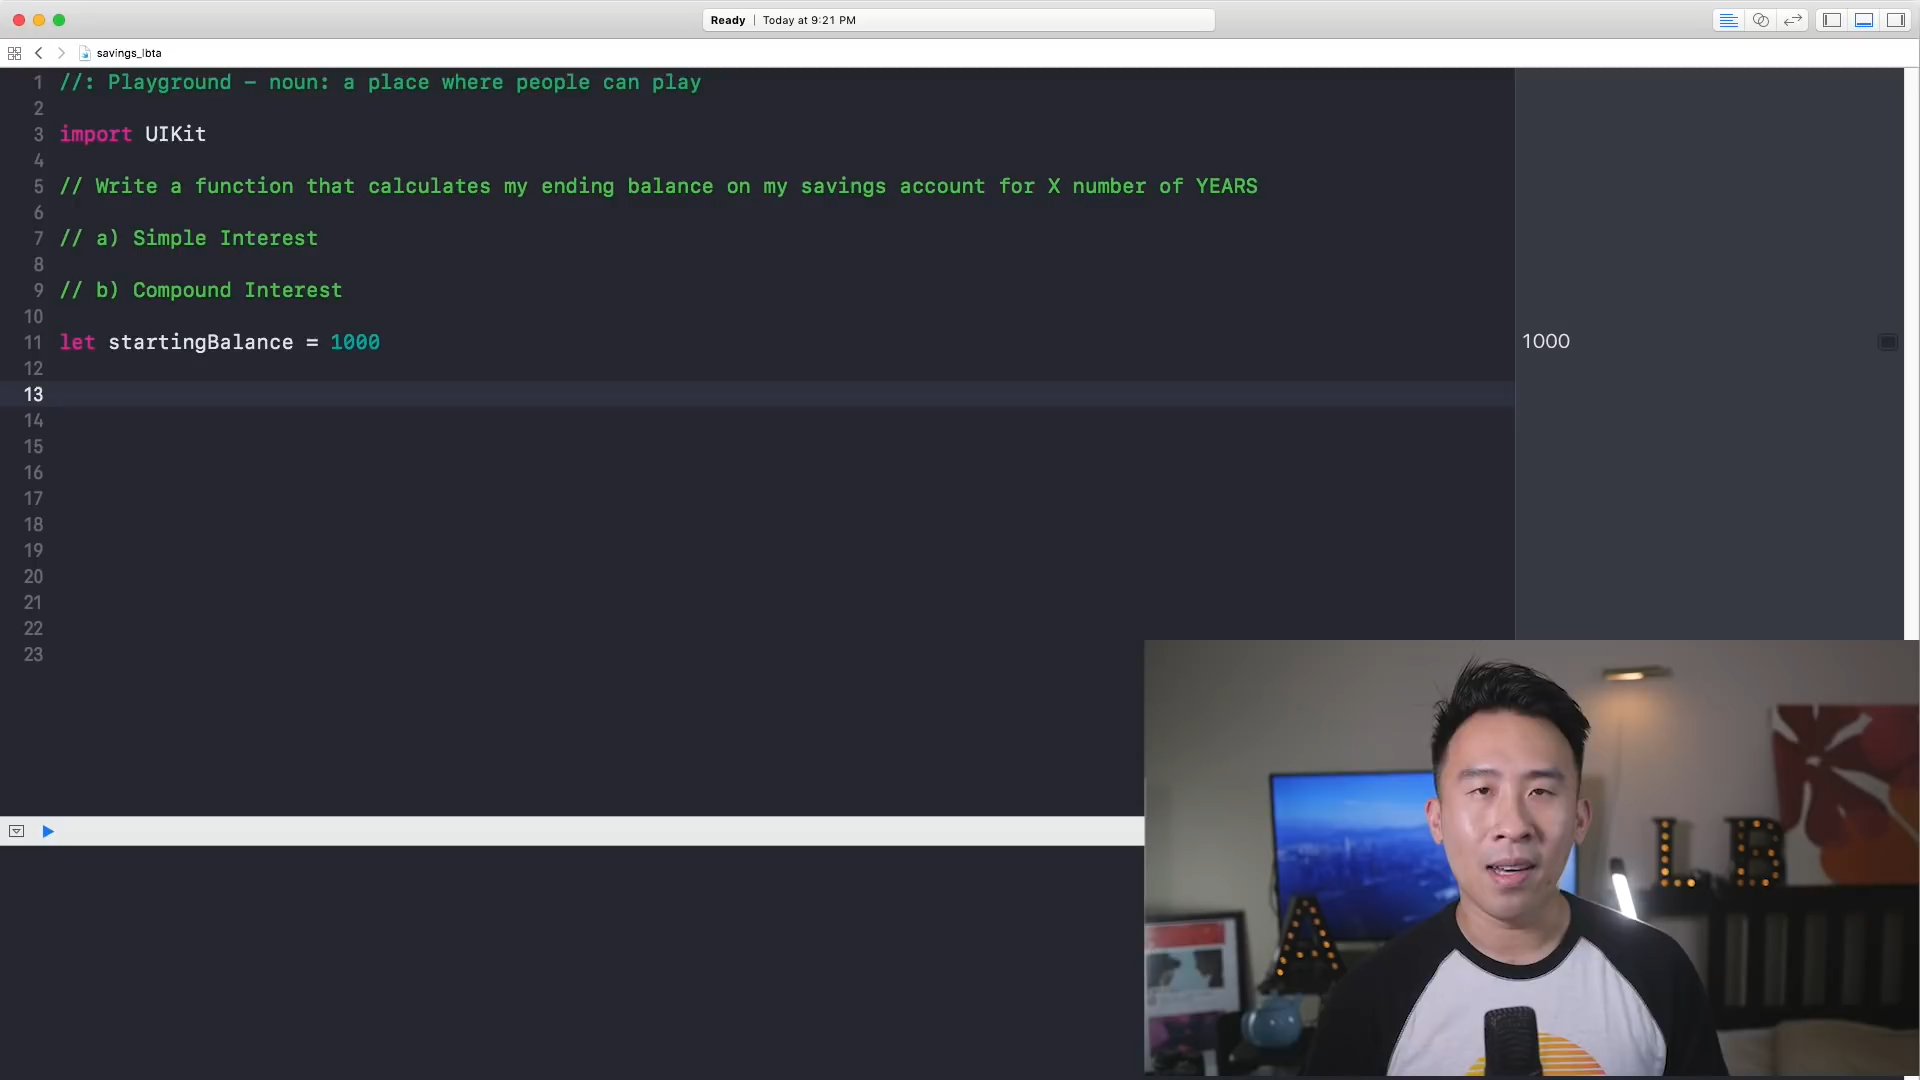 Ready | Today at 9:21 PM
savings_lbta
1 //: Playground – noun: a place where people can play
2
3 import UIKit
4
5 // Write a function that calculates my ending balance on my savings account for X number of YEARS
6
7 // a) Simple Interest
8
9 // b) Compound Interest
10
11 let startingBalance = 1000
1000
12
13
14
15
16
17
18
19
20
21
22
23
L B
A